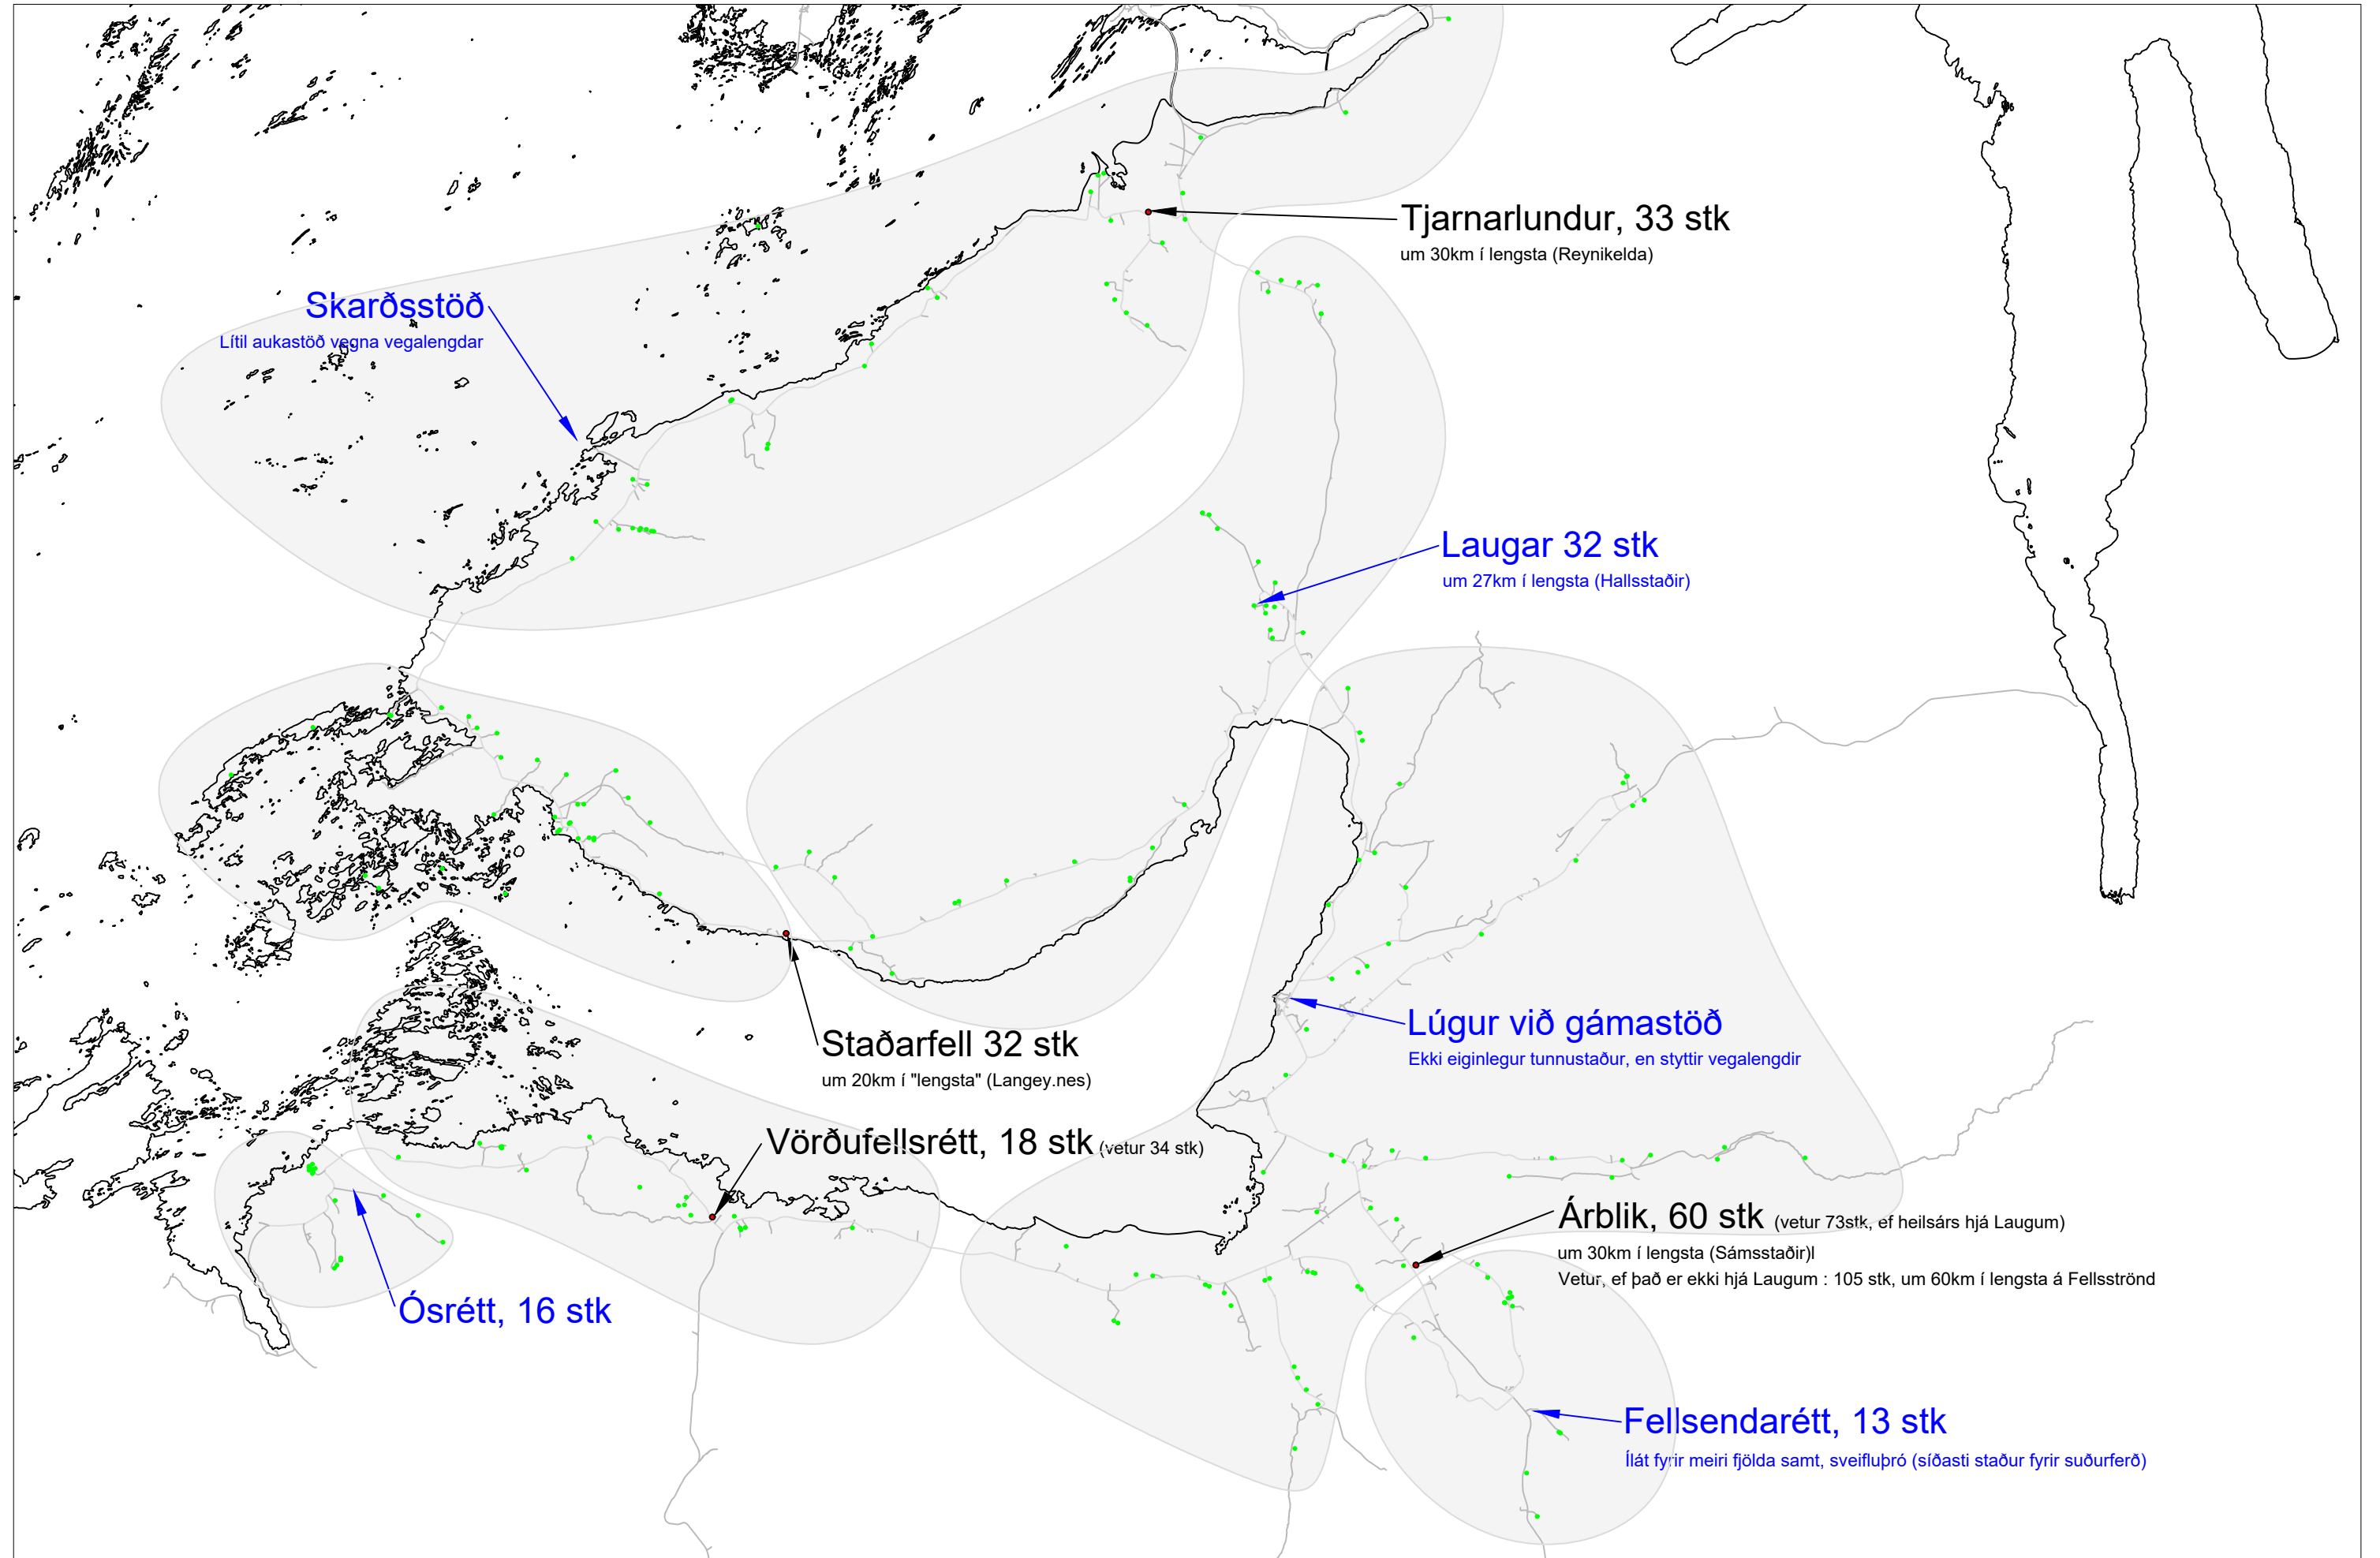 Tjarnarlundur, 33 stk
um 30km í lengsta (Reynikelda)
Skarðsstöð
Lítil aukastöð vegna vegalengdar
Laugar 32 stk
um 27km í lengsta (Hallsstaðir)
Lúgur við gámastöð
Ekki eiginlegur tunnustaður, en styttir vegalengdir
Staðarfell 32 stk
um 20km í "lengsta" (Langey.nes)
Vörðufellsrétt, 18 stk (vetur 34 stk)
Árblik, 60 stk (vetur 73stk, ef heilsárs hjá Laugum)
um 30km í lengsta (Sámsstaðir)l
Vetur, ef það er ekki hjá Laugum : 105 stk, um 60km í lengsta á Fellsströnd
Ósrétt, 16 stk
Fellsendarétt, 13 stk
Ílát fyrir meiri fjölda samt, sveifluþró (síðasti staður fyrir suðurferð)